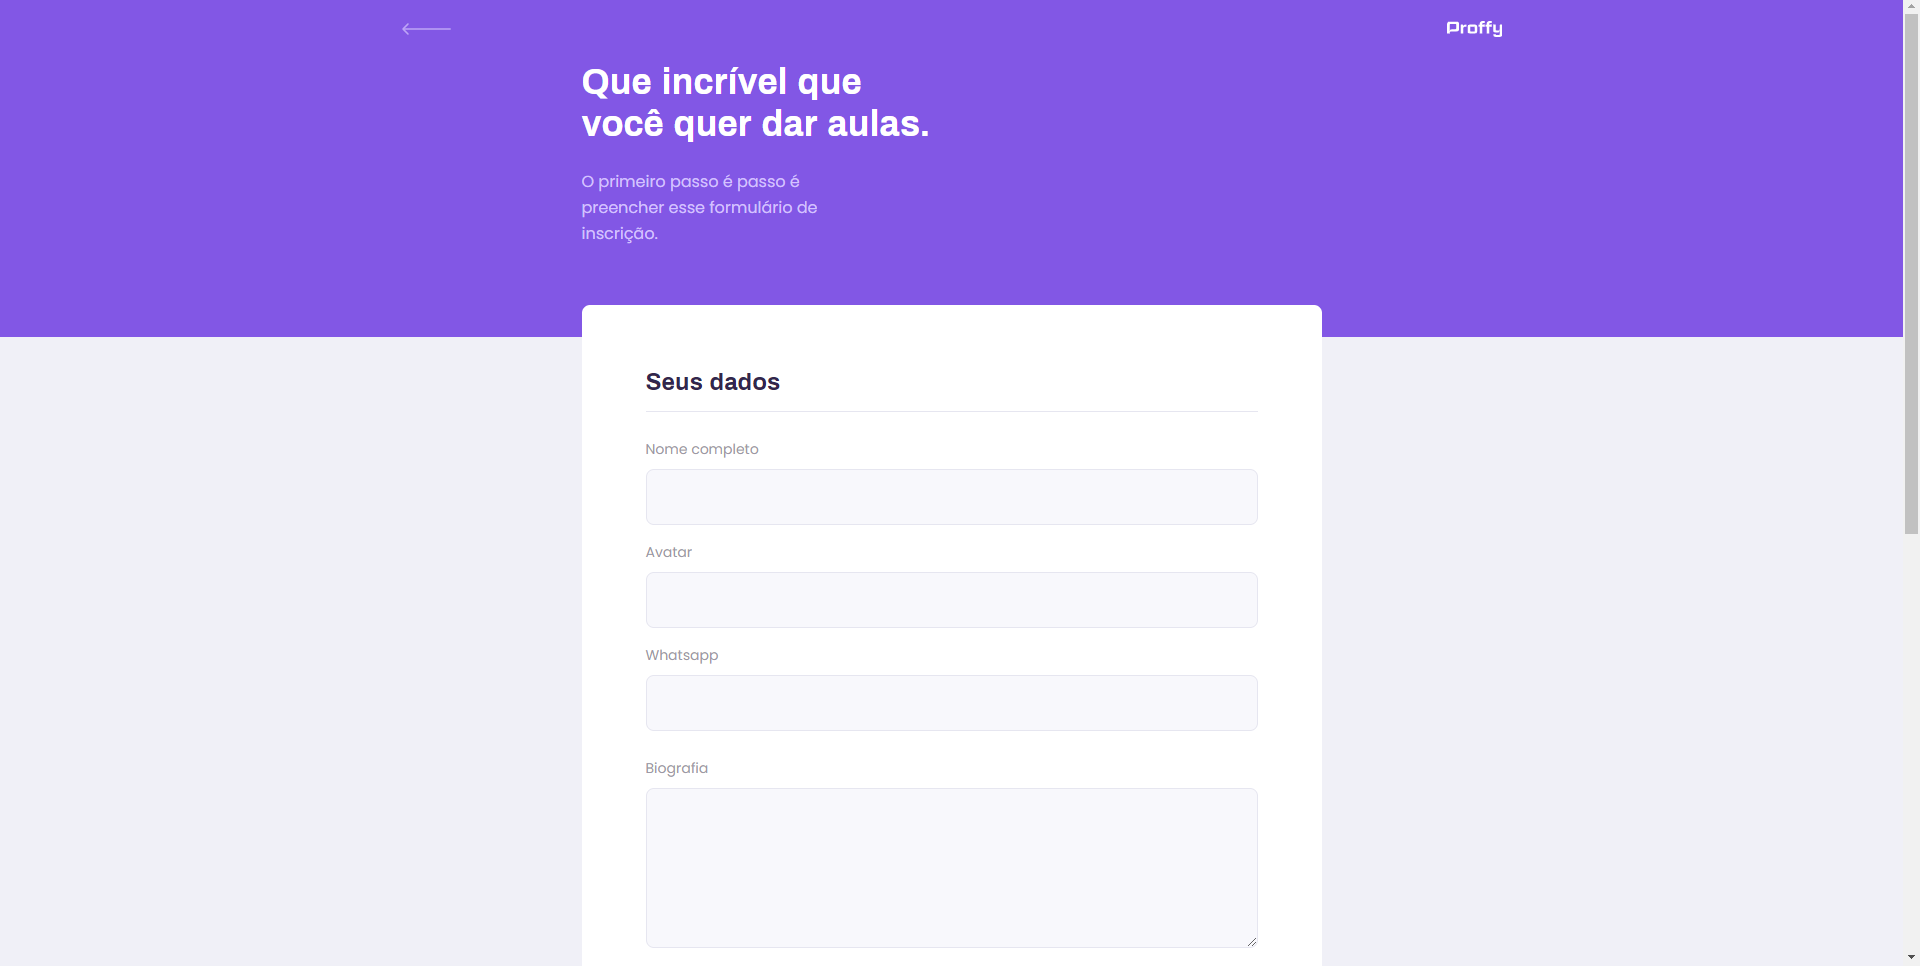 Proffy
Que incrível que
você quer dar aulas.
O primeiro passo é passo é
preencher esse formulário de
inscrição.
Seus dados
Nome completo
Avatar
Whatsapp
Biografia